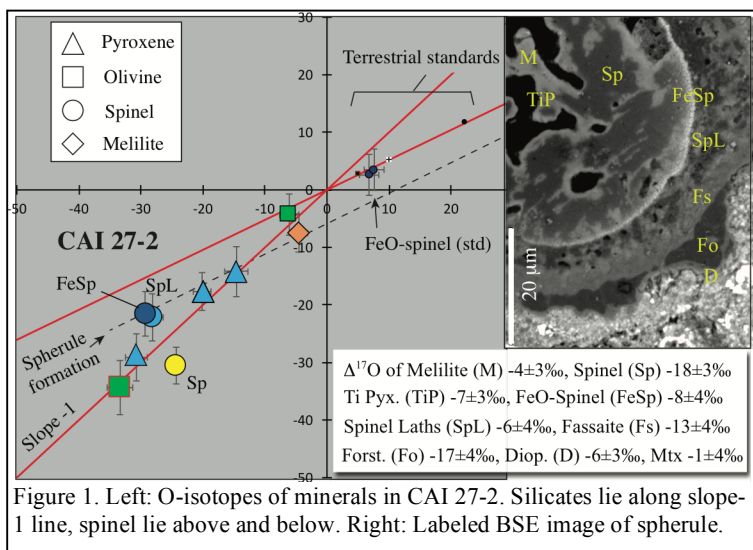 Pyroxene
Olivine
Spinel
Melilite
30
20
10
0
-50
-40
-30
-20
-10
0
10
20
-10
-20
-30
-40
-50
Terrestrial standards
FeO-spinel (std)
CAI 27-2
FeSp
SpL
Spherule
formation
Sp
Slope -1
M
Sp
TiP
FeSp
SpL
Fs
Fo
D
20 µm
Δ¹⁷O of Melilite (M) -4±3‰, Spinel (Sp) -18±3‰
Ti Pyx. (TiP) -7±3‰, FeO-Spinel (FeSp) -8±4‰
Spinel Laths (SpL) -6±4‰, Fassaite (Fs) -13±4‰
Forst. (Fo) -17±4‰, Diop. (D) -6±3‰, Mtx -1±4‰
Figure 1. Left: O-isotopes of minerals in CAI 27-2. Silicates lie along slope-
1 line, spinel lie above and below. Right: Labeled BSE image of spherule.